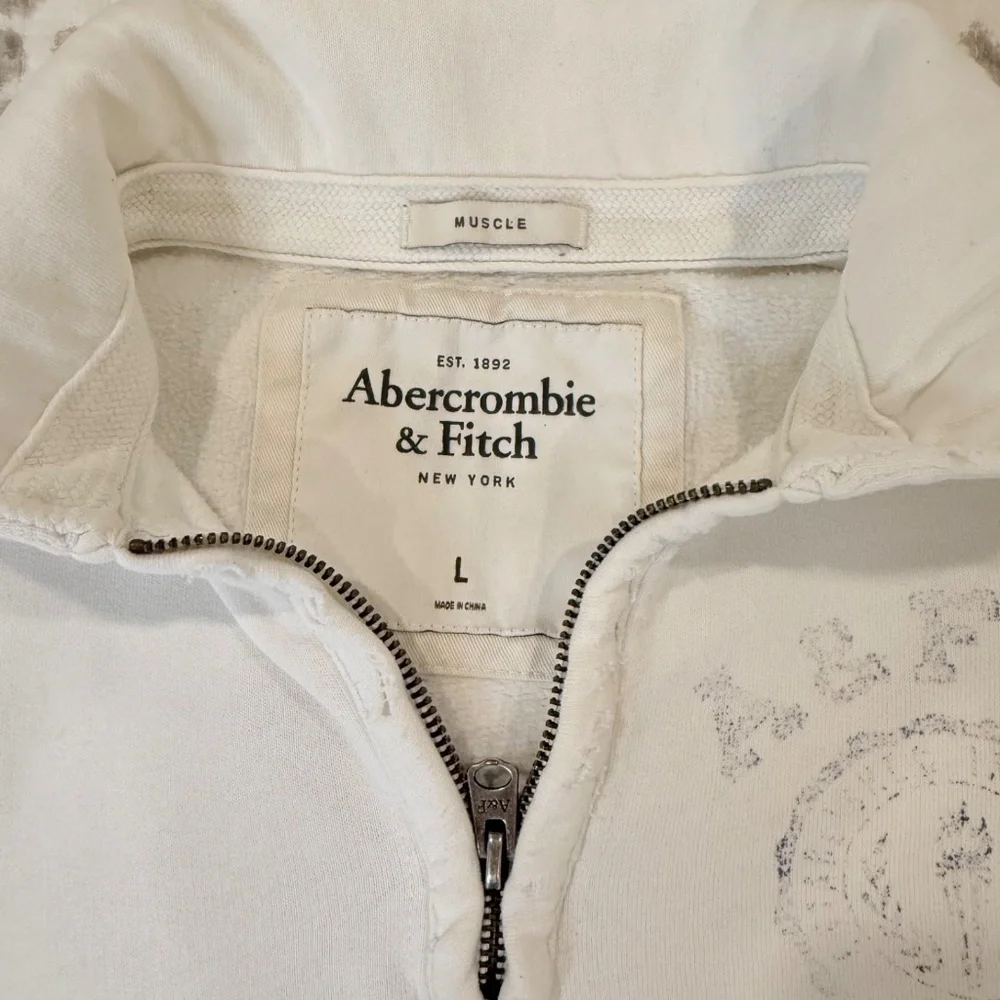 MUSCLE
EST. 1892
Abercrombie
& Fitch
NEW YORK
L
MADE IN CHINA
A&F
A&F